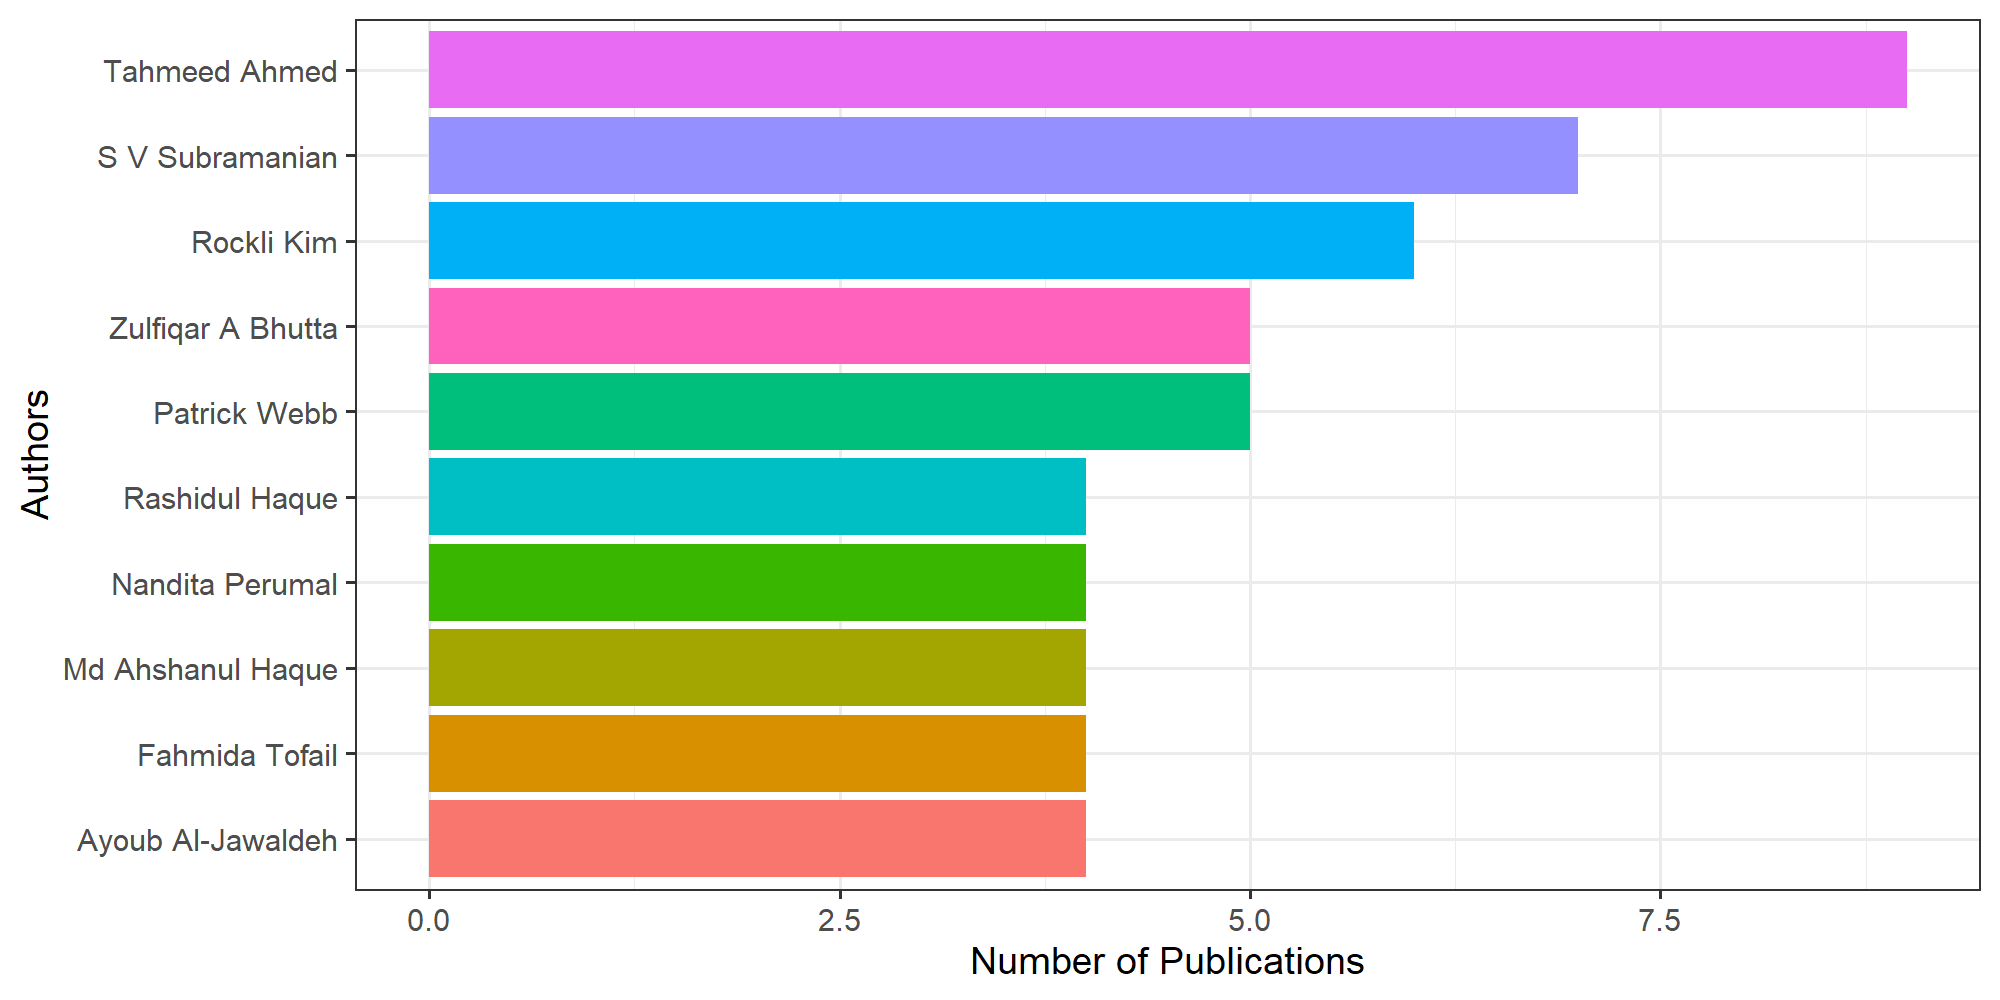 Tahmeed Ahmed
S V Subramanian
Rockli Kim
Zulfiqar A Bhutta
Patrick Webb
Rashidul Haque
Nandita Perumal
Md Ahshanul Haque
Fahmida Tofail
Ayoub Al-Jawaldeh
Authors
0.0 2.5 5.0 7.5
Number of Publications